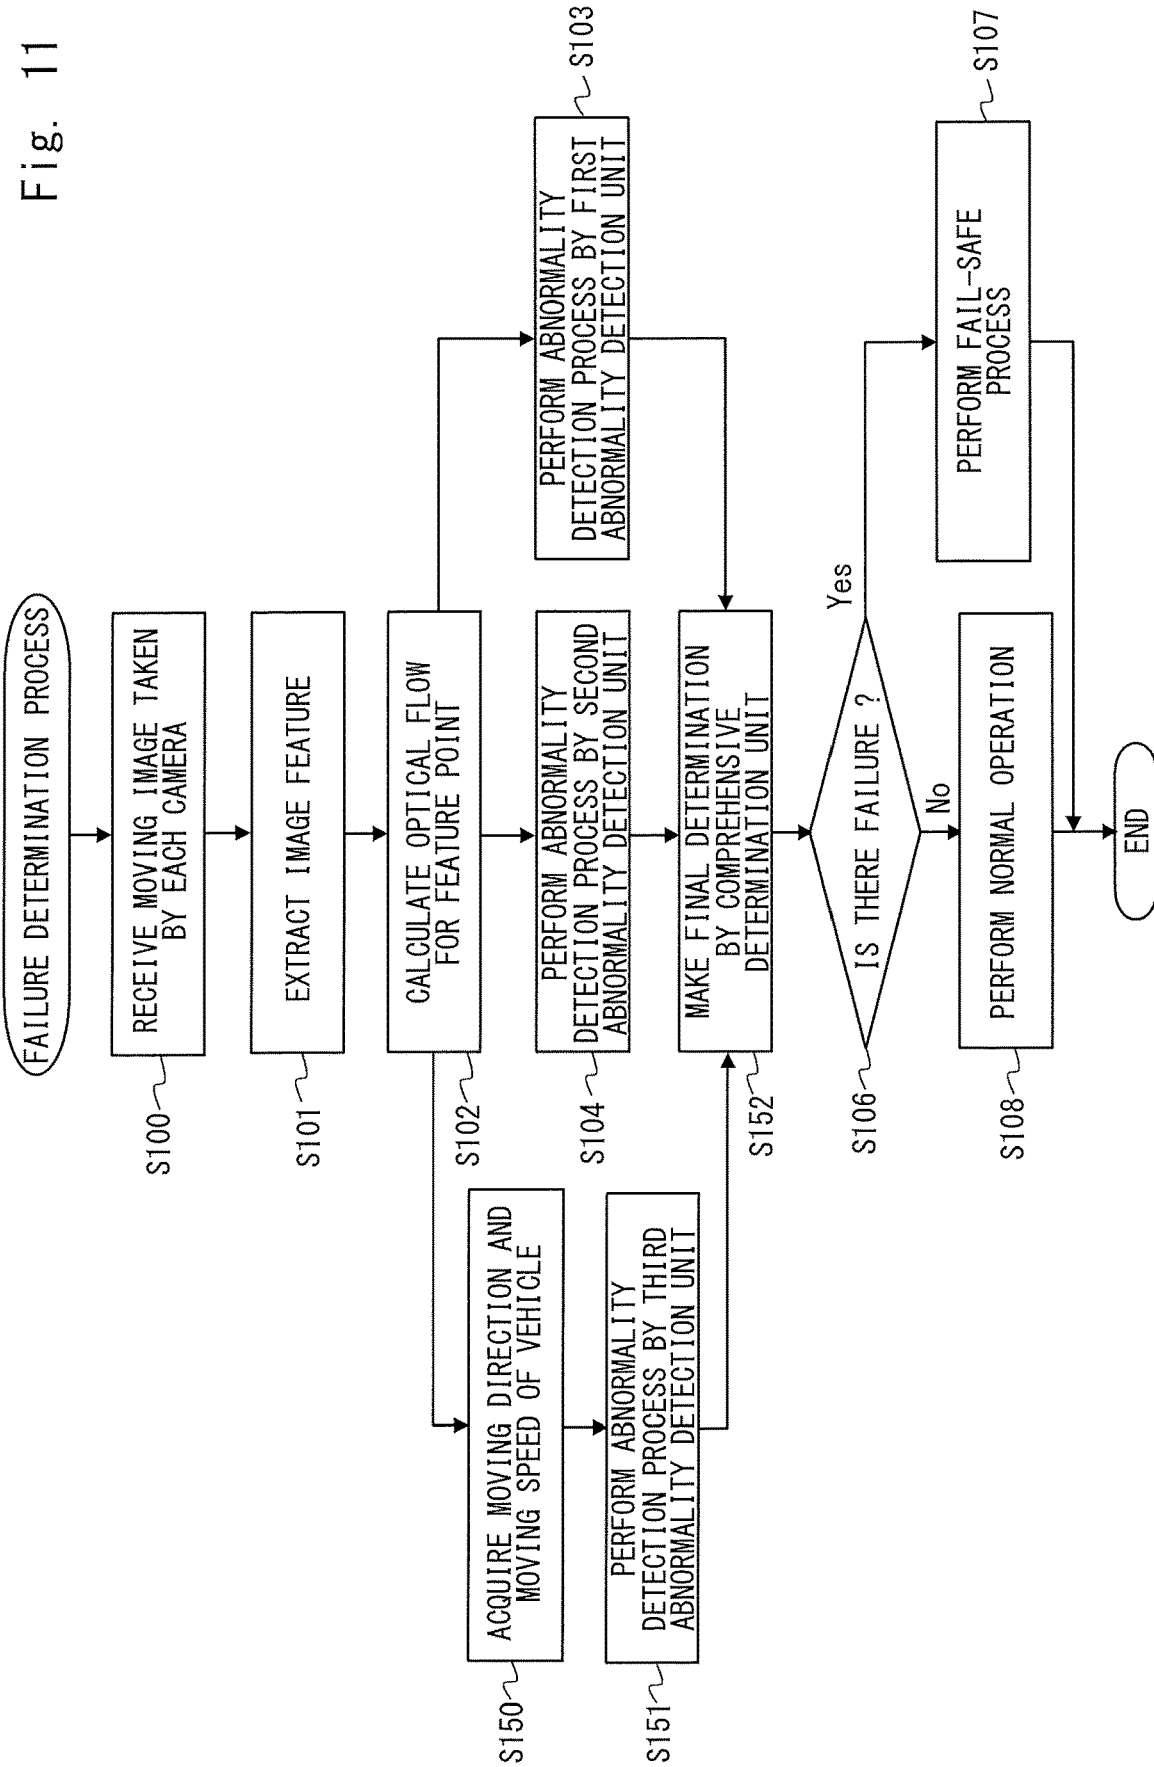 Fig. 11
FAILURE DETERMINATION PROCESS
RECEIVE MOVING IMAGE TAKEN
BY EACH CAMERA
S100
EXTRACT IMAGE FEATURE
S101
CALCULATE OPTICAL FLOW
FOR FEATURE POINT
S102
ACQUIRE MOVING DIRECTION AND
MOVING SPEED OF VEHICLE
S150
PERFORM ABNORMALITY
DETECTION PROCESS BY THIRD
ABNORMALITY DETECTION UNIT
S151
PERFORM ABNORMALITY
DETECTION PROCESS BY SECOND
ABNORMALITY DETECTION UNIT
S104
PERFORM ABNORMALITY
DETECTION PROCESS BY FIRST
ABNORMALITY DETECTION UNIT
S103
MAKE FINAL DETERMINATION
BY COMPREHENSIVE
DETERMINATION UNIT
S152
IS THERE FAILURE ?
S106
Yes
No
PERFORM FAIL-SAFE
PROCESS
S107
PERFORM NORMAL OPERATION
S108
END